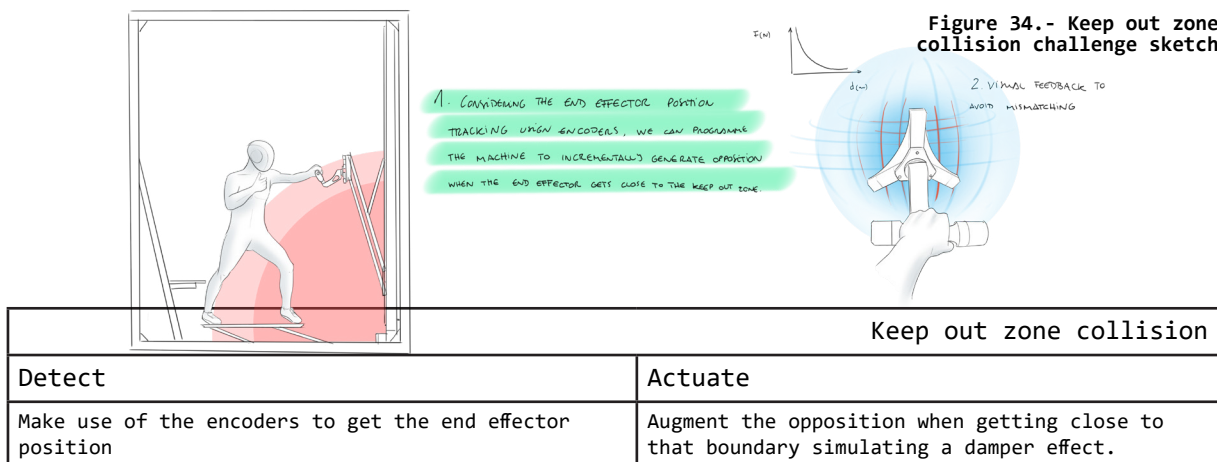 Figure 34.- Keep out zone
collision challenge sketch
F(N)
d(m)
1. CONSIDERING THE END EFFECTOR POSITION
TRACKING USIGN ENCODERS, WE CAN PROGRAMME
THE MACHINE TO INCREMENTALLY GENERATE OPPOSITION
WHEN THE END EFFECTOR GETS CLOSE TO THE KEEP OUT ZONE.
2. VISUAL FEEDBACK TO
AVOID MISMATCHING
Keep out zone collision
Detect
Actuate
Make use of the encoders to get the end effector
position
Augment the opposition when getting close to
that boundary simulating a damper effect.